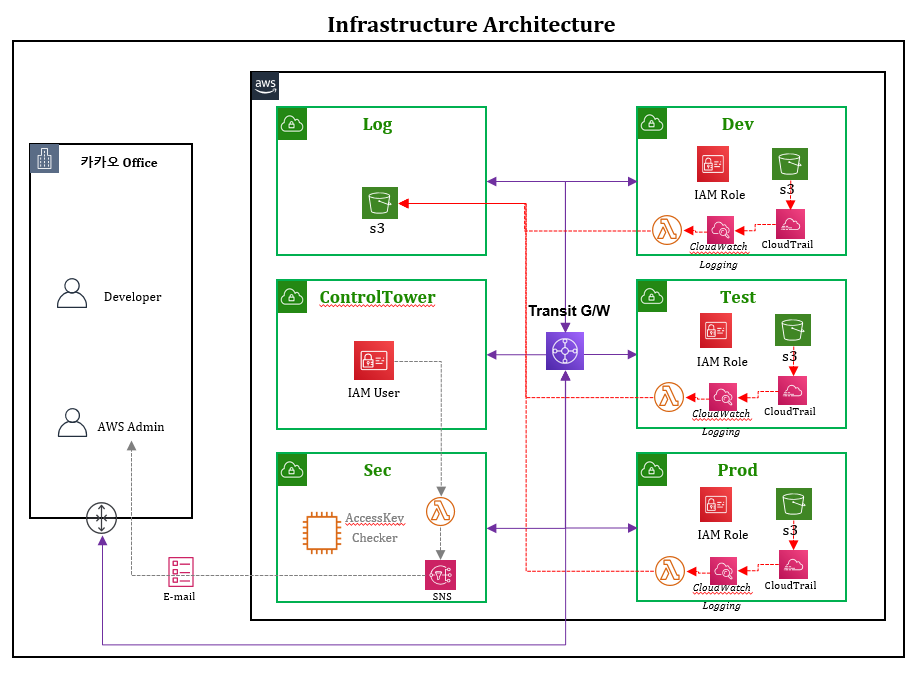 Infrastructure Architecture
aws
카카오 Office
Developer
AWS Admin
E-mail
Log
s3
ControlTower
IAM User
Sec
AccessKey
Checker
SNS
Transit G/W
Dev
IAM Role
s3
CloudTrail
CloudWatch
Logging
Test
IAM Role
s3
CloudTrail
CloudWatch
Logging
Prod
IAM Role
s3
CloudTrail
CloudWatch
Logging